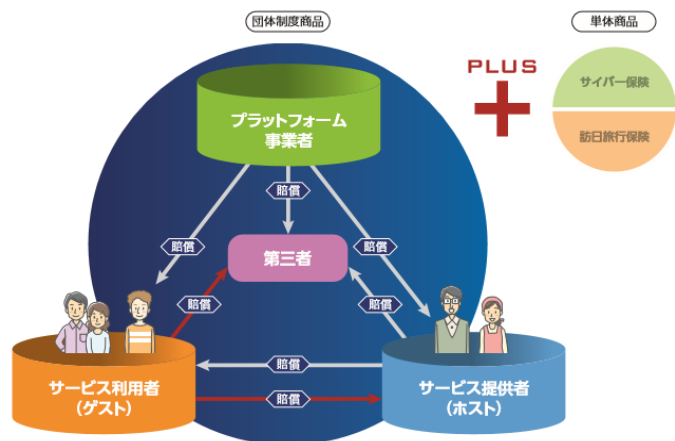 団体制度商品
単体商品
PLUS
サイバー保険
訪日旅行保険
プラットフォーム
事業者
賠償
賠償
賠償
第三者
賠償
賠償
賠償
サービス利用者
(ゲスト)
サービス提供者
(ホスト)
賠償